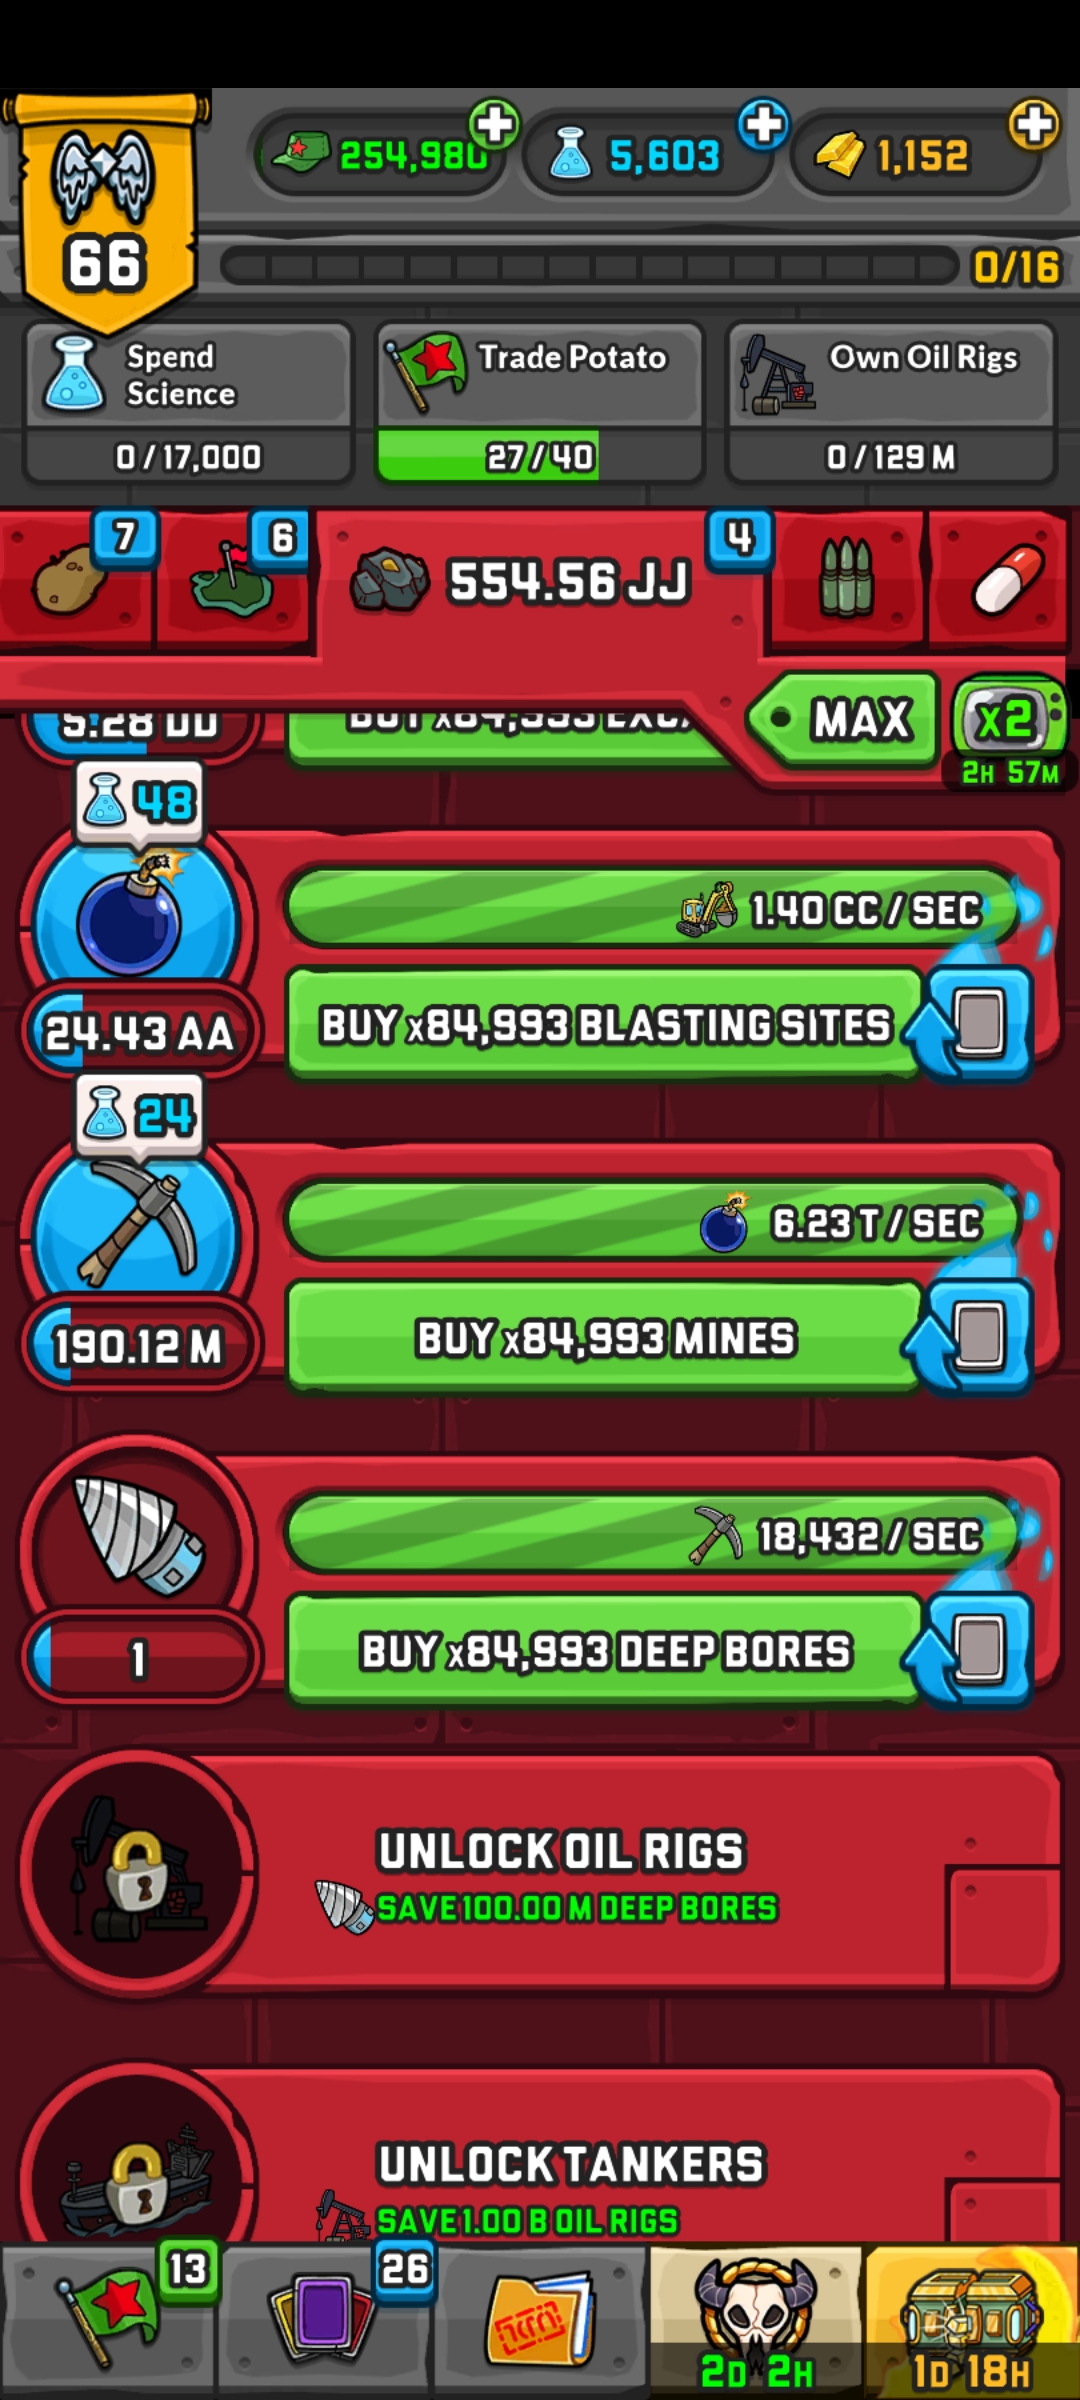 66
254,980
5,603
1,152
0/16
Spend
Science
0/17,000
Trade Potato
27/40
Own Oil Rigs
0/129 M
7
6
554.56 JJ
4
MAX
x2
2H 57M
5.28 DD
48
1.40 CC / SEC
24.43 AA
BUY x84,993 BLASTING SITES
24
6.23 T / SEC
190.12 M
BUY x84,993 MINES
18,432 / SEC
1
BUY x84,993 DEEP BORES
UNLOCK OIL RIGS
SAVE 100.00 M DEEP BORES
UNLOCK TANKERS
SAVE 1.00 B OIL RIGS
13
26
2D 2H
1D 18H